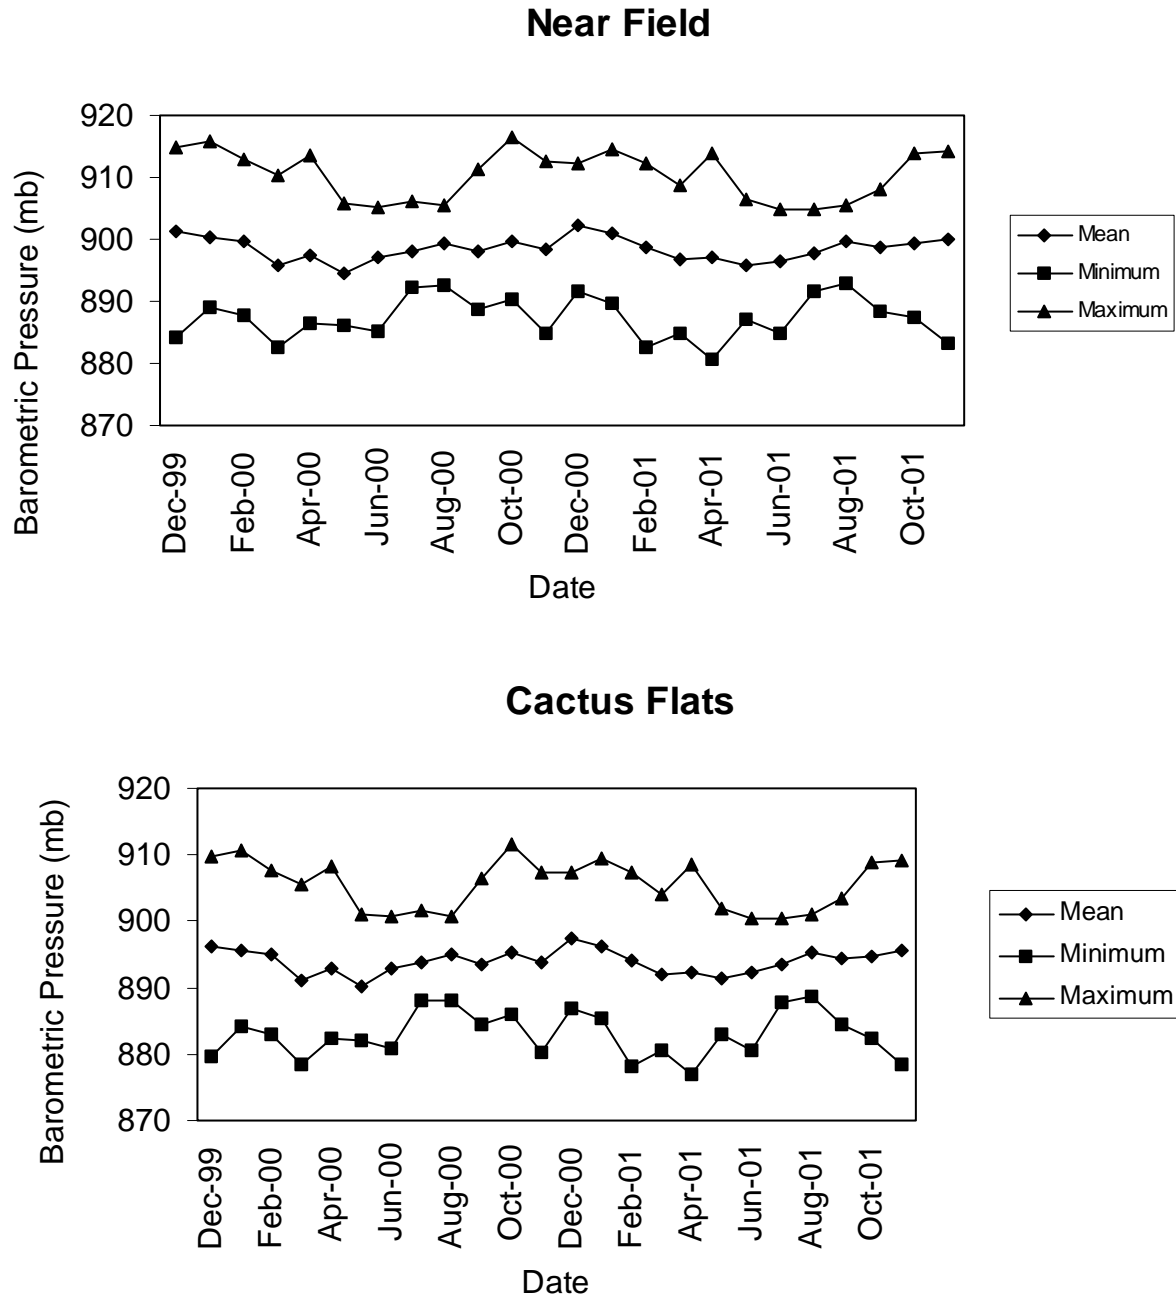 Near Field
920
910
900
890
880
870
Barometric Pressure (mb)
Dec-99
Feb-00
Apr-00
Jun-00
Aug-00
Oct-00
Dec-00
Feb-01
Apr-01
Jun-01
Aug-01
Oct-01
Date
Mean
Minimum
Maximum
Cactus Flats
920
910
900
890
880
870
Barometric Pressure (mb)
Dec-99
Feb-00
Apr-00
Jun-00
Aug-00
Oct-00
Dec-00
Feb-01
Apr-01
Jun-01
Aug-01
Oct-01
Date
Mean
Minimum
Maximum